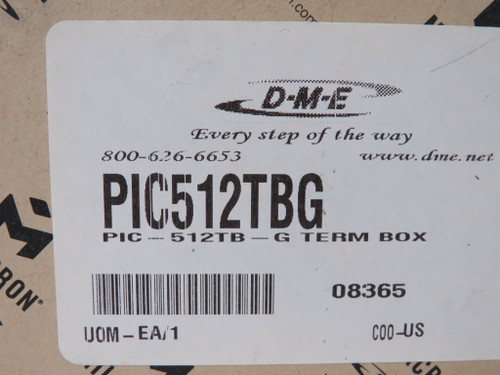 D-M-E
Every step of the way
800-626-6653 www.dme.net
PIC512TBG
PIC-512TB-G TERM BOX
08365
UOM-EA/1 COO-US